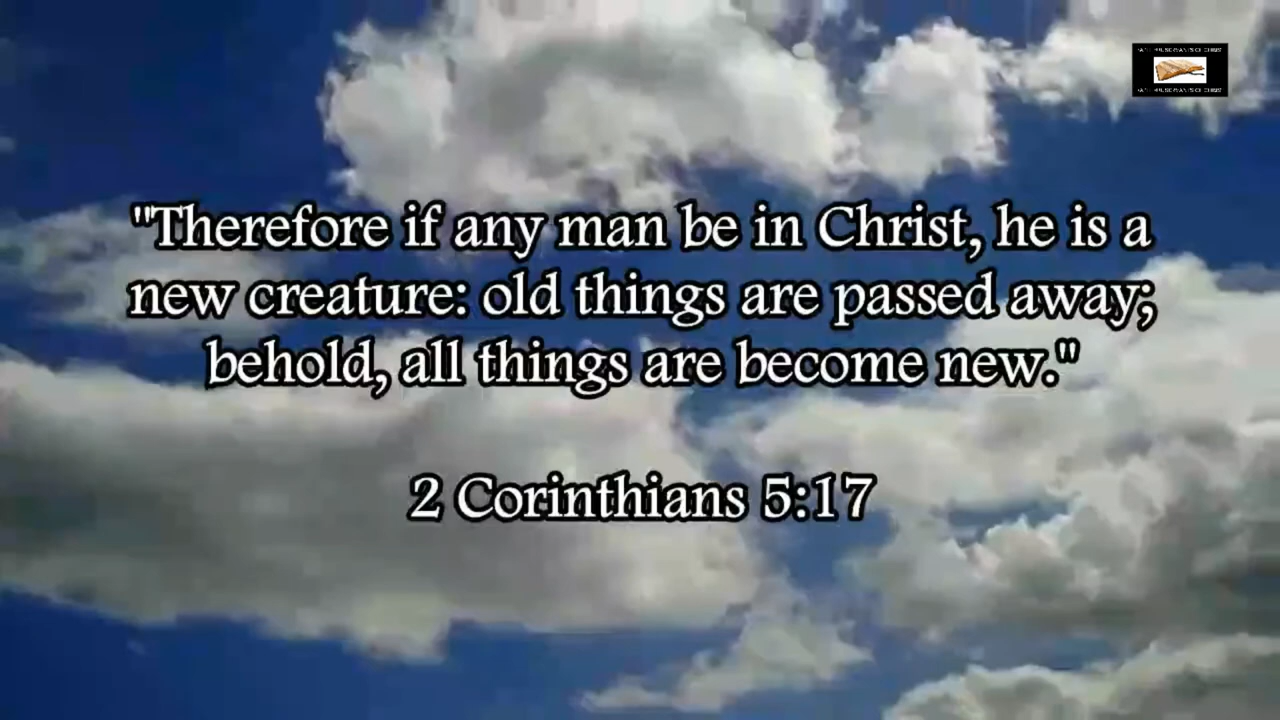 "Therefore if any man be in Christ, he is a
new creature: old things are passed away;
behold, all things are become new."
2 Corinthians 5:17